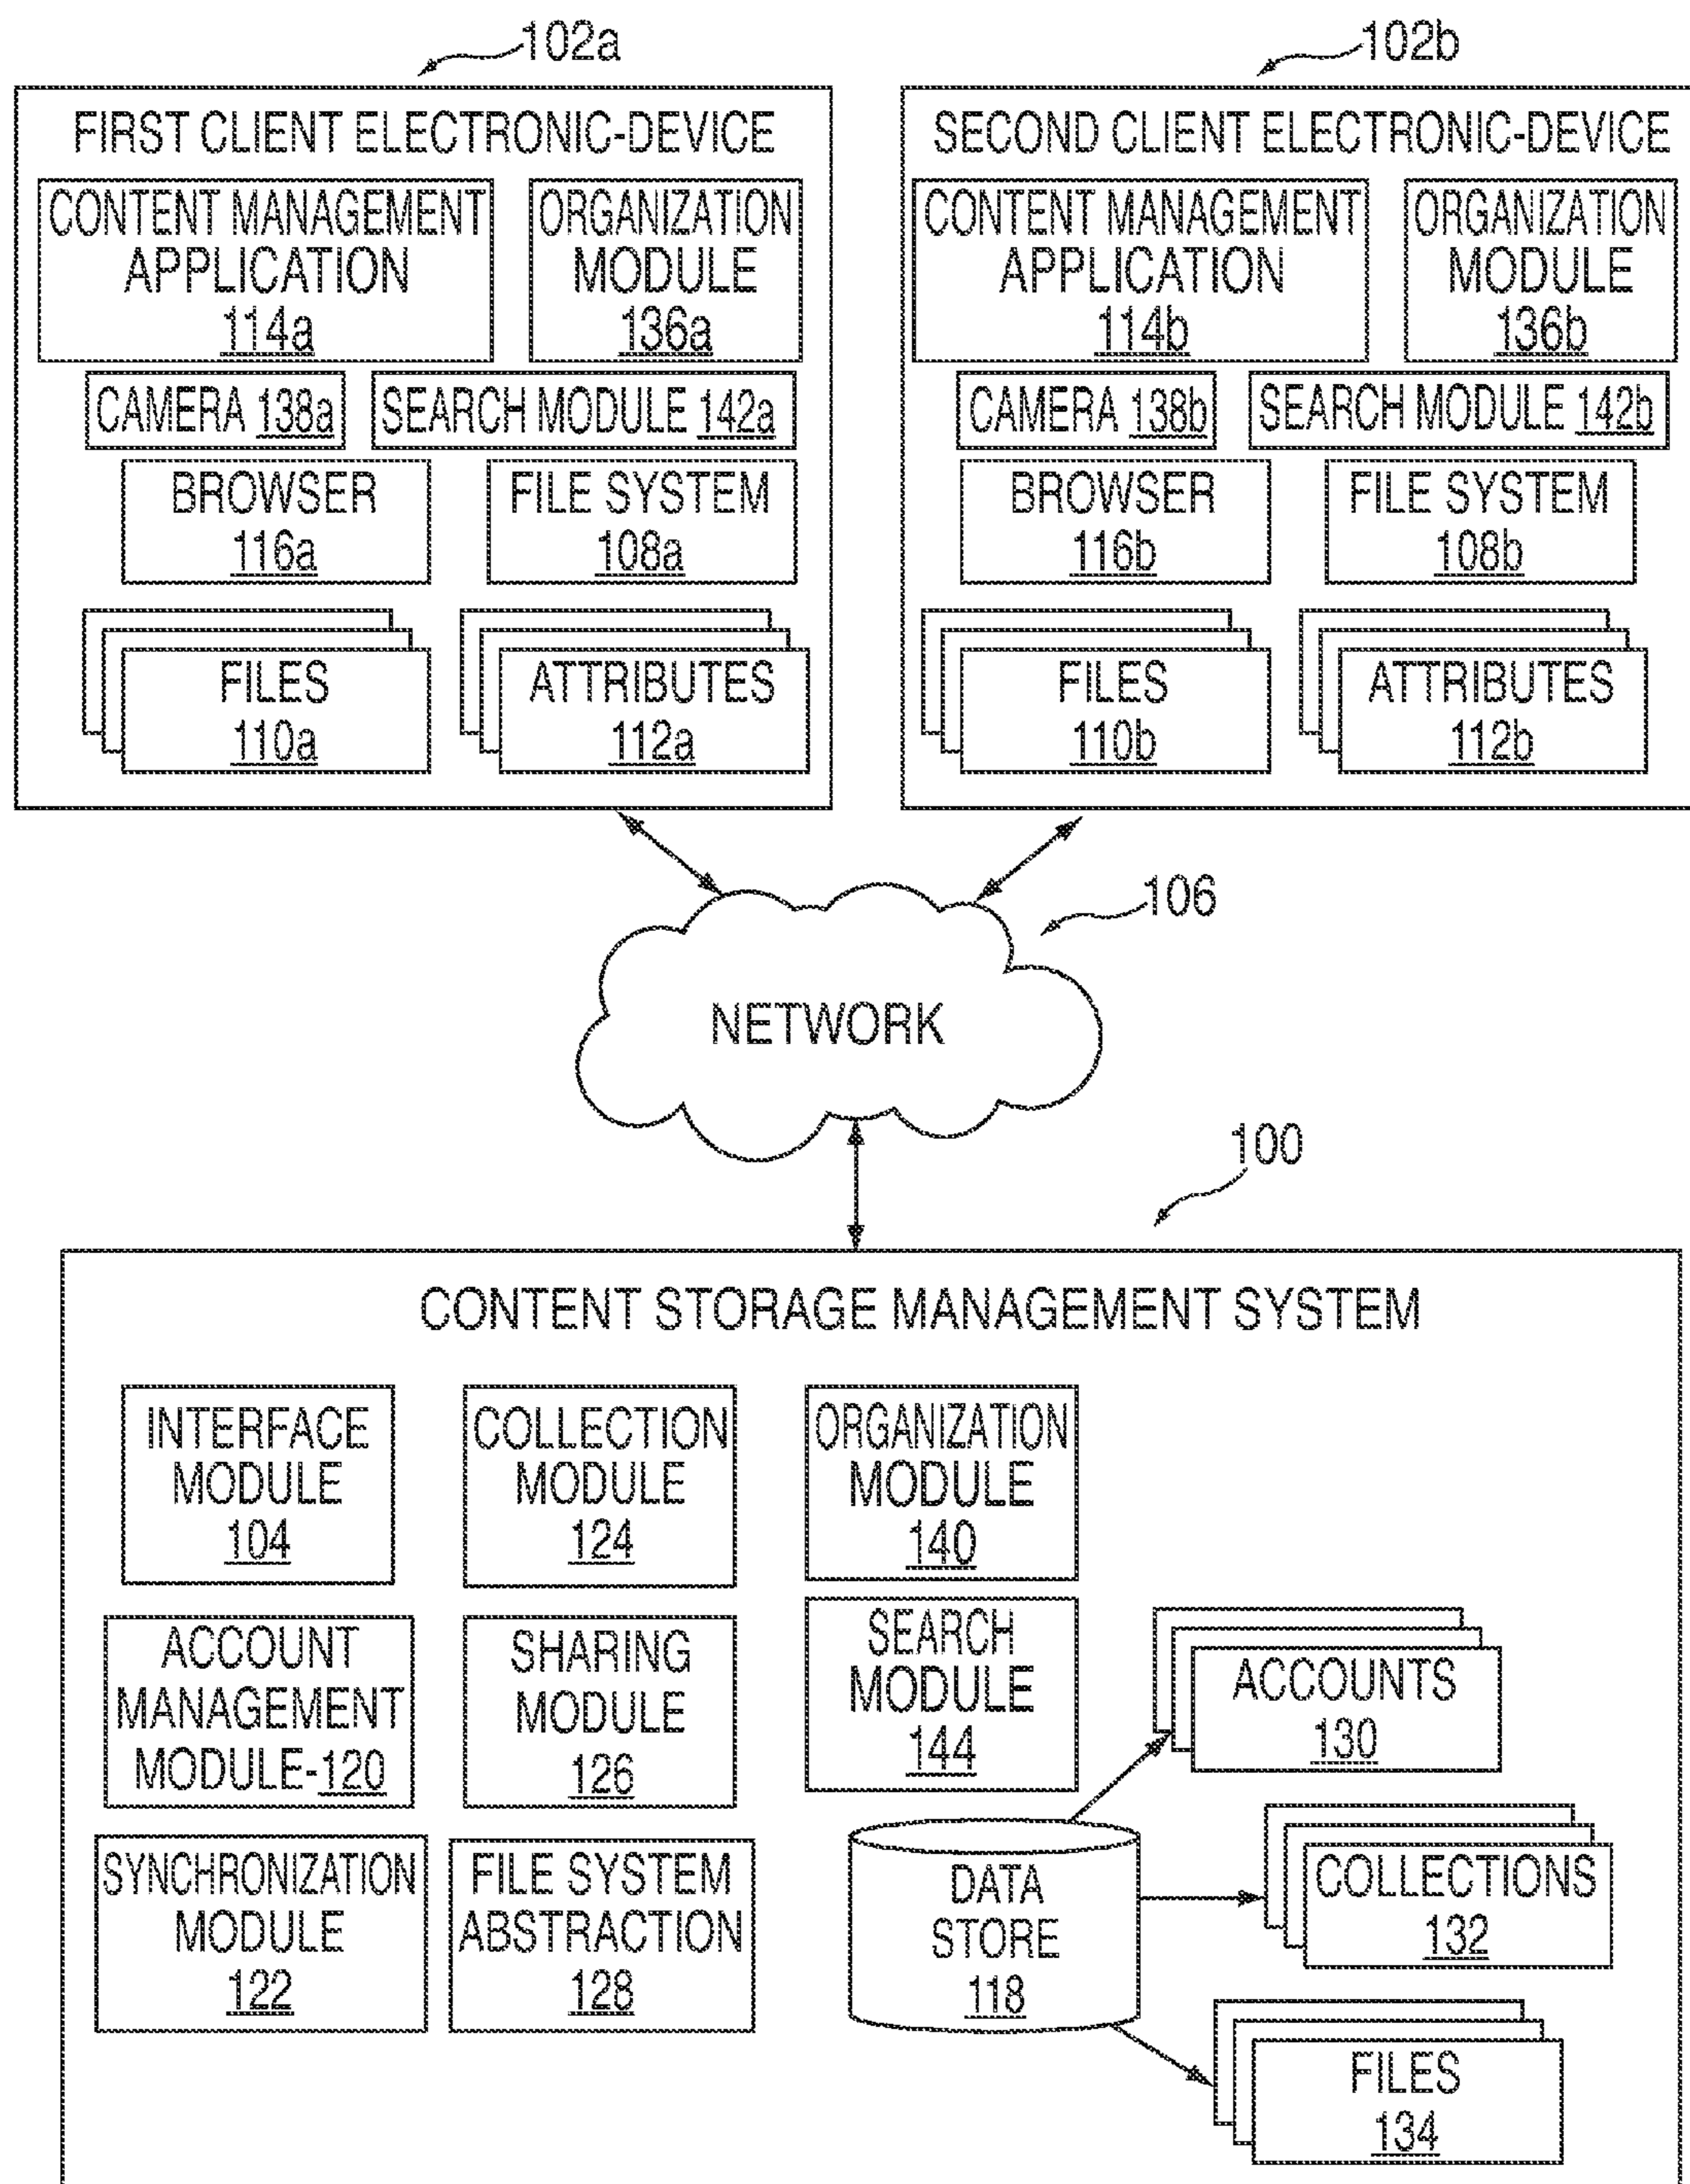 102a
102b
FIRST CLIENT ELECTRONIC-DEVICE
CONTENT MANAGEMENT
APPLICATION
114a
ORGANIZATION
MODULE
136a
CAMERA 138a
SEARCH MODULE 142a
BROWSER
116a
FILE SYSTEM
108a
FILES
110a
ATTRIBUTES
112a
SECOND CLIENT ELECTRONIC-DEVICE
CONTENT MANAGEMENT
APPLICATION
114b
ORGANIZATION
MODULE
136b
CAMERA 138b
SEARCH MODULE 142b
BROWSER
116b
FILE SYSTEM
108b
FILES
110b
ATTRIBUTES
112b
106
NETWORK
100
CONTENT STORAGE MANAGEMENT SYSTEM
INTERFACE
MODULE
104
COLLECTION
MODULE
124
ORGANIZATION
MODULE
140
ACCOUNT
MANAGEMENT
MODULE-120
SHARING
MODULE
126
SEARCH
MODULE
144
ACCOUNTS
130
SYNCHRONIZATION
MODULE
122
FILE SYSTEM
ABSTRACTION
128
DATA
STORE
118
COLLECTIONS
132
FILES
134